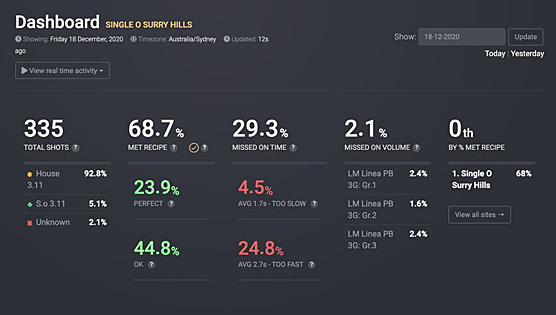 Dashboard SINGLE O SURRY HILLS
Showing: Friday 18 December, 2020 Timezone: Australia/Sydney Updated: 12s
ago
Show: 18-12-2020 Update
Today | Yesterday
View real time activity
335
TOTAL SHOTS ?
House 3.11 92.8%
S.o 3.11 5.1%
Unknown 2.1%
68.7%
MET RECIPE ? ?
23.9%
PERFECT ?
44.8%
OK ?
29.3%
MISSED ON TIME ?
4.5%
AVG 1.7s - TOO SLOW ?
24.8%
AVG 2.7s - TOO FAST ?
2.1%
MISSED ON VOLUME ?
LM Linea PB 2.4%
3G: Gr.1
LM Linea PB 1.6%
3G: Gr.2
LM Linea PB 2.4%
3G: Gr.3
0th
BY % MET RECIPE
1. Single O 68%
Surry Hills
View all sites →